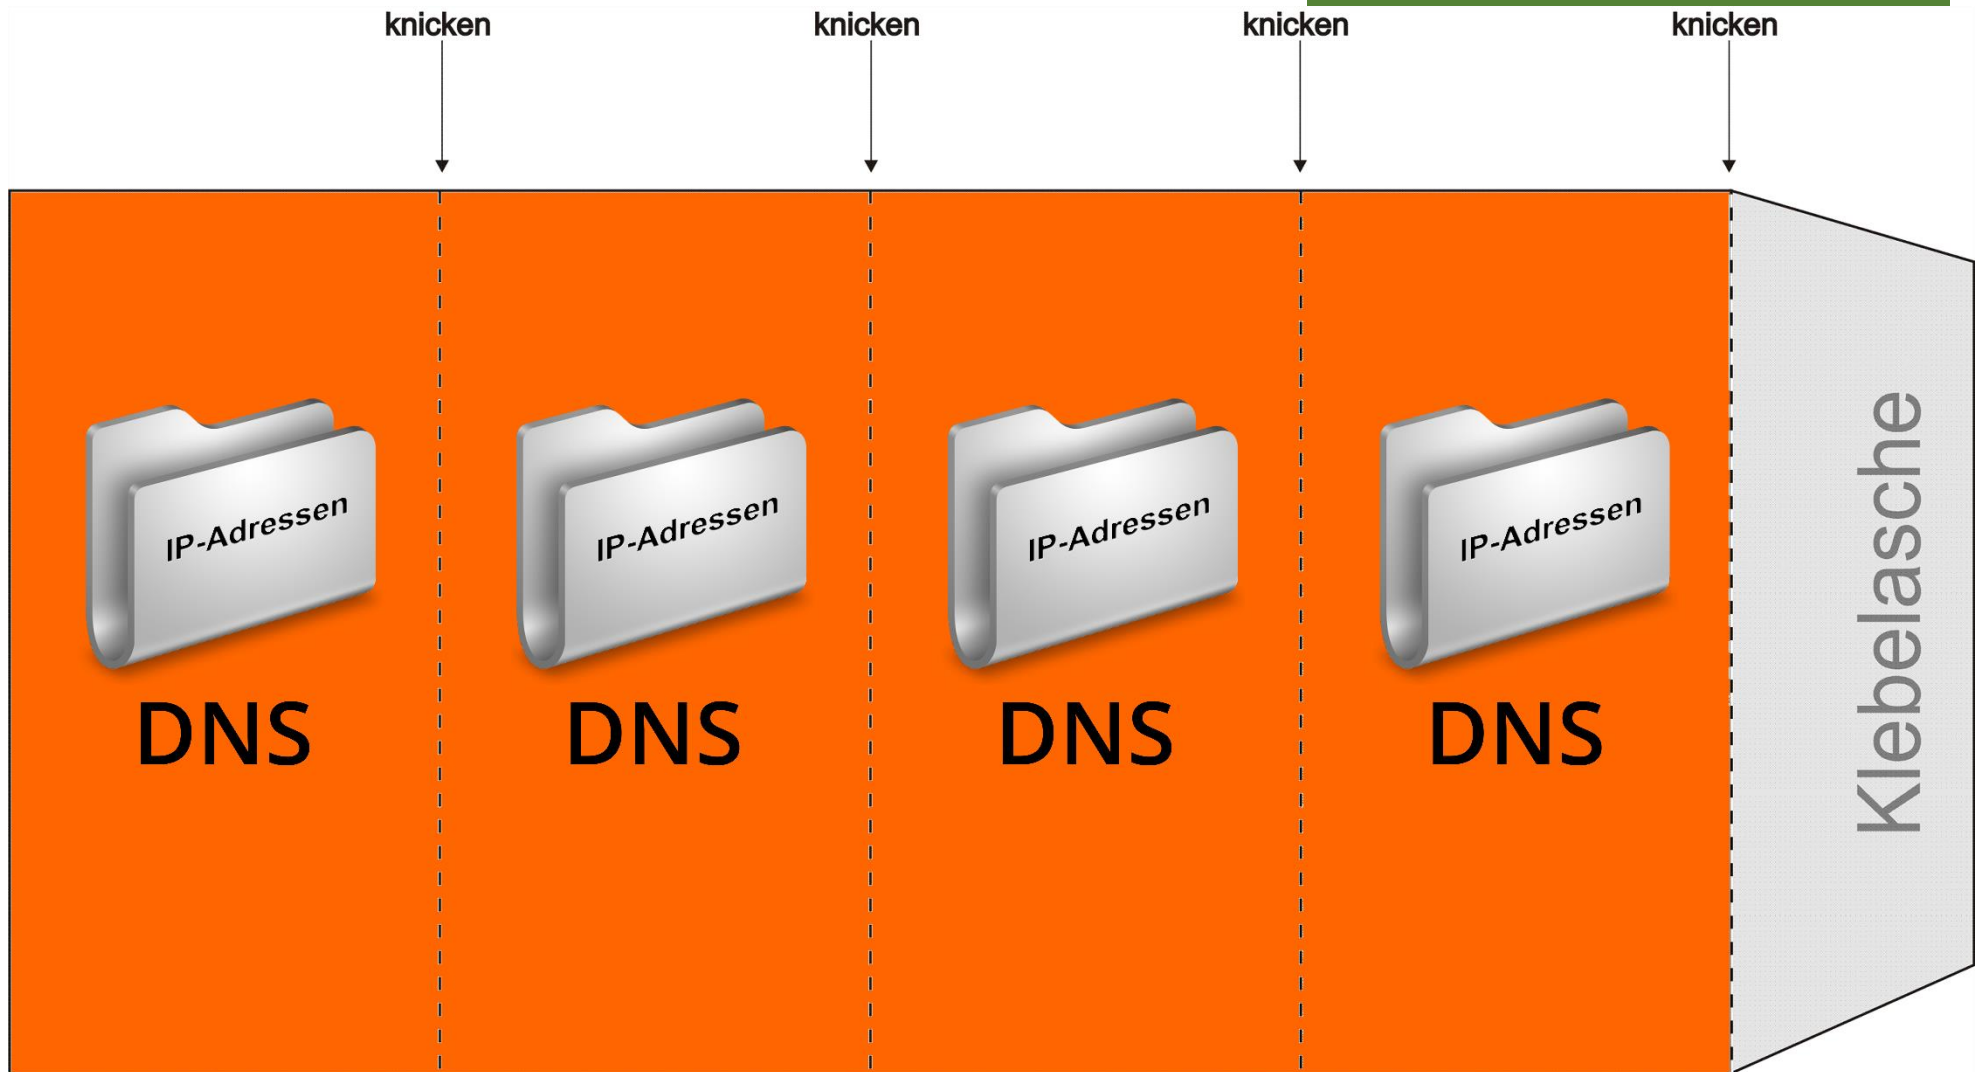 knicken knicken knicken knicken
IP-Adressen IP-Adressen IP-Adressen IP-Adressen
DNS DNS DNS DNS
Klebelasche